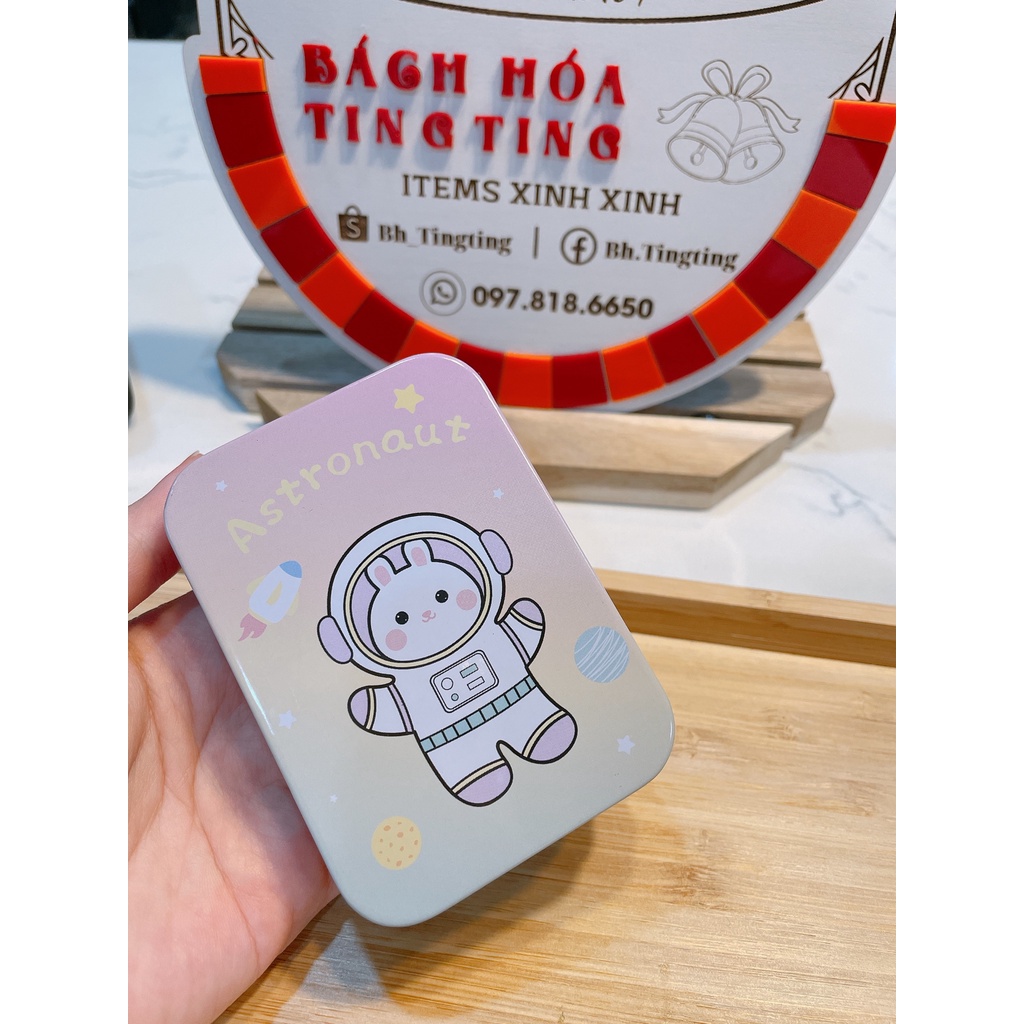 BÁCH HÓA
TINGTING
ITEMS XINH XINH
Bh_Tingting | Bh.Tingting
097.818.6650
Astronaut